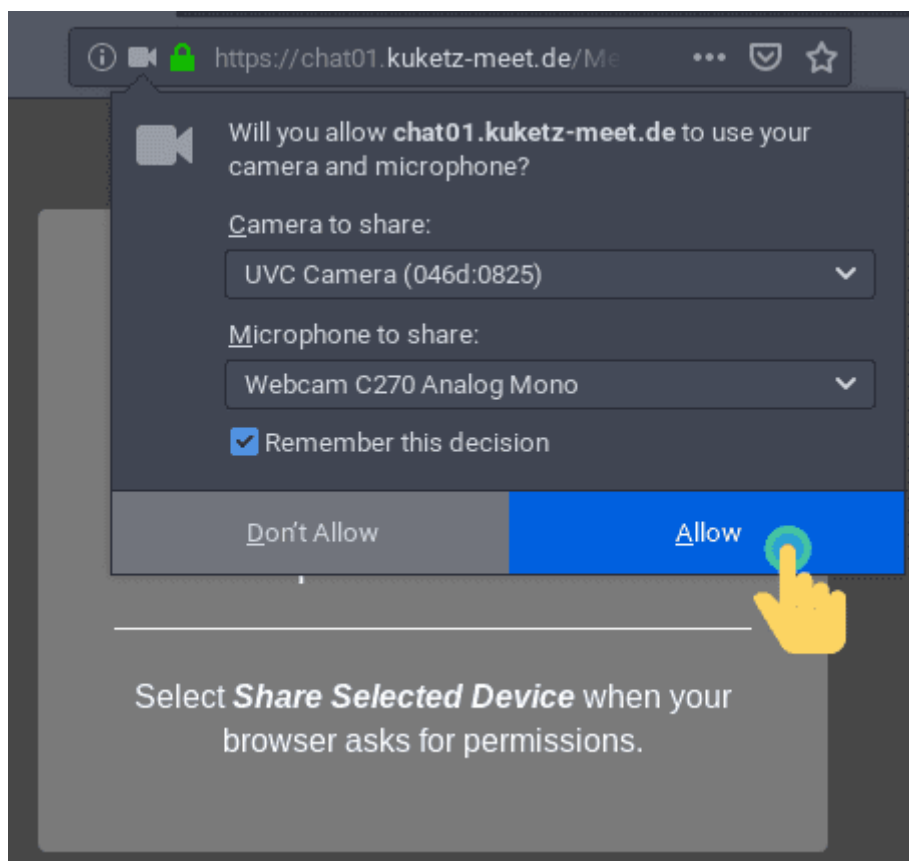 https://chat01.kuketz-meet.de/Me
Will you allow chat01.kuketz-meet.de to use your
camera and microphone?
Camera to share:
UVC Camera (046d:0825)
Microphone to share:
Webcam C270 Analog Mono
Remember this decision
Don't Allow
Allow
Select Share Selected Device when your
browser asks for permissions.